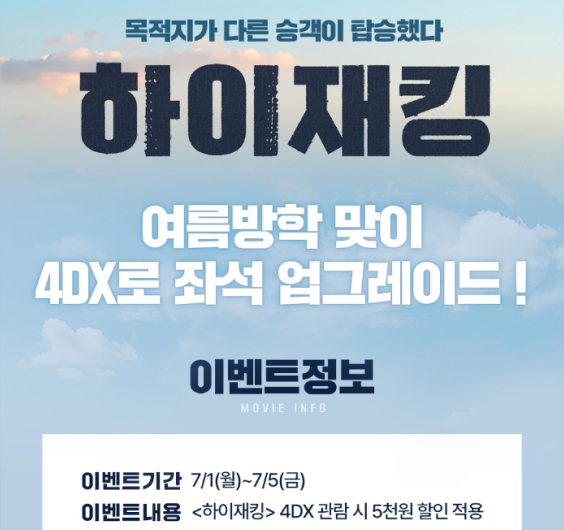 목적지가 다른 승객이 탑승했다
하이재킹
여름방학 맞이
4DX로 좌석 업그레이드 !
이벤트정보
MOVIE INFO
이벤트기간 7/1(월)~7/5(금)
이벤트내용 <하이재킹> 4DX 관람 시 5천원 할인 적용